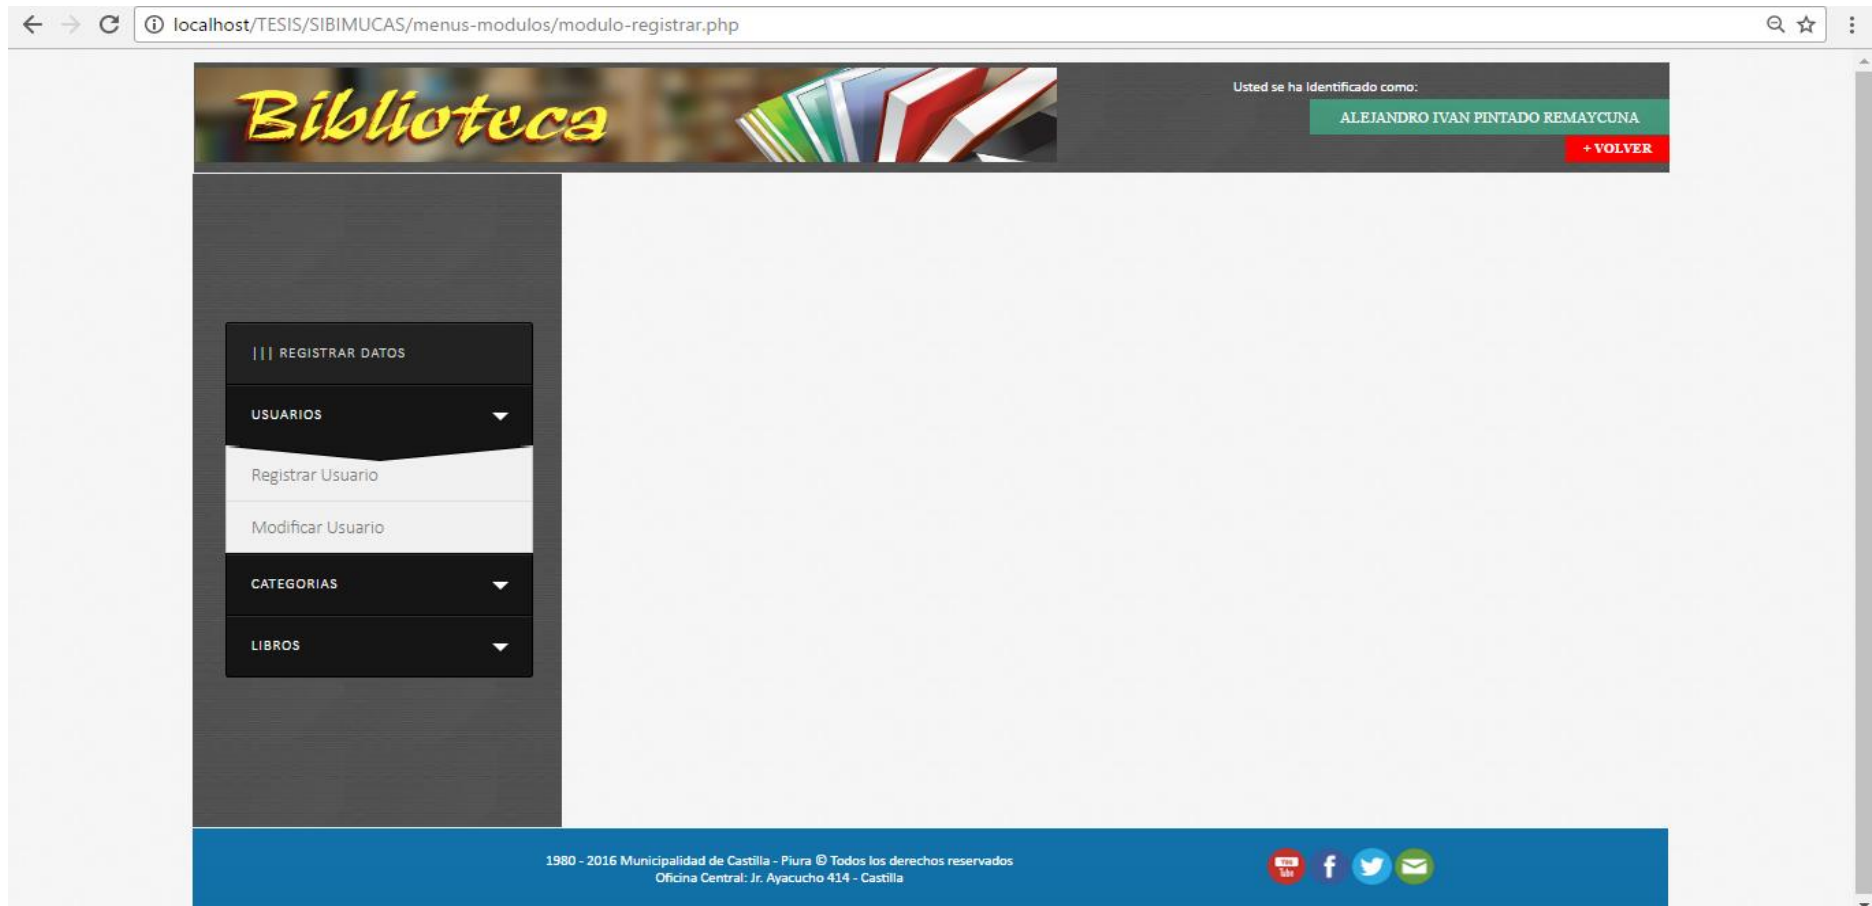 localhost/TESIS/SIBIMUCAS/menus-modulos/modulo-registrar.php
Biblioteca
Usted se ha Identificado como:
ALEJANDRO IVAN PINTADO REMAYCUNA
+ VOLVER
||| REGISTRAR DATOS
USUARIOS
Registrar Usuario
Modificar Usuario
CATEGORIAS
LIBROS
1980 - 2016 Municipalidad de Castilla - Piura © Todos los derechos reservados
Oficina Central: Jr. Ayacucho 414 - Castilla
You
Tube
f